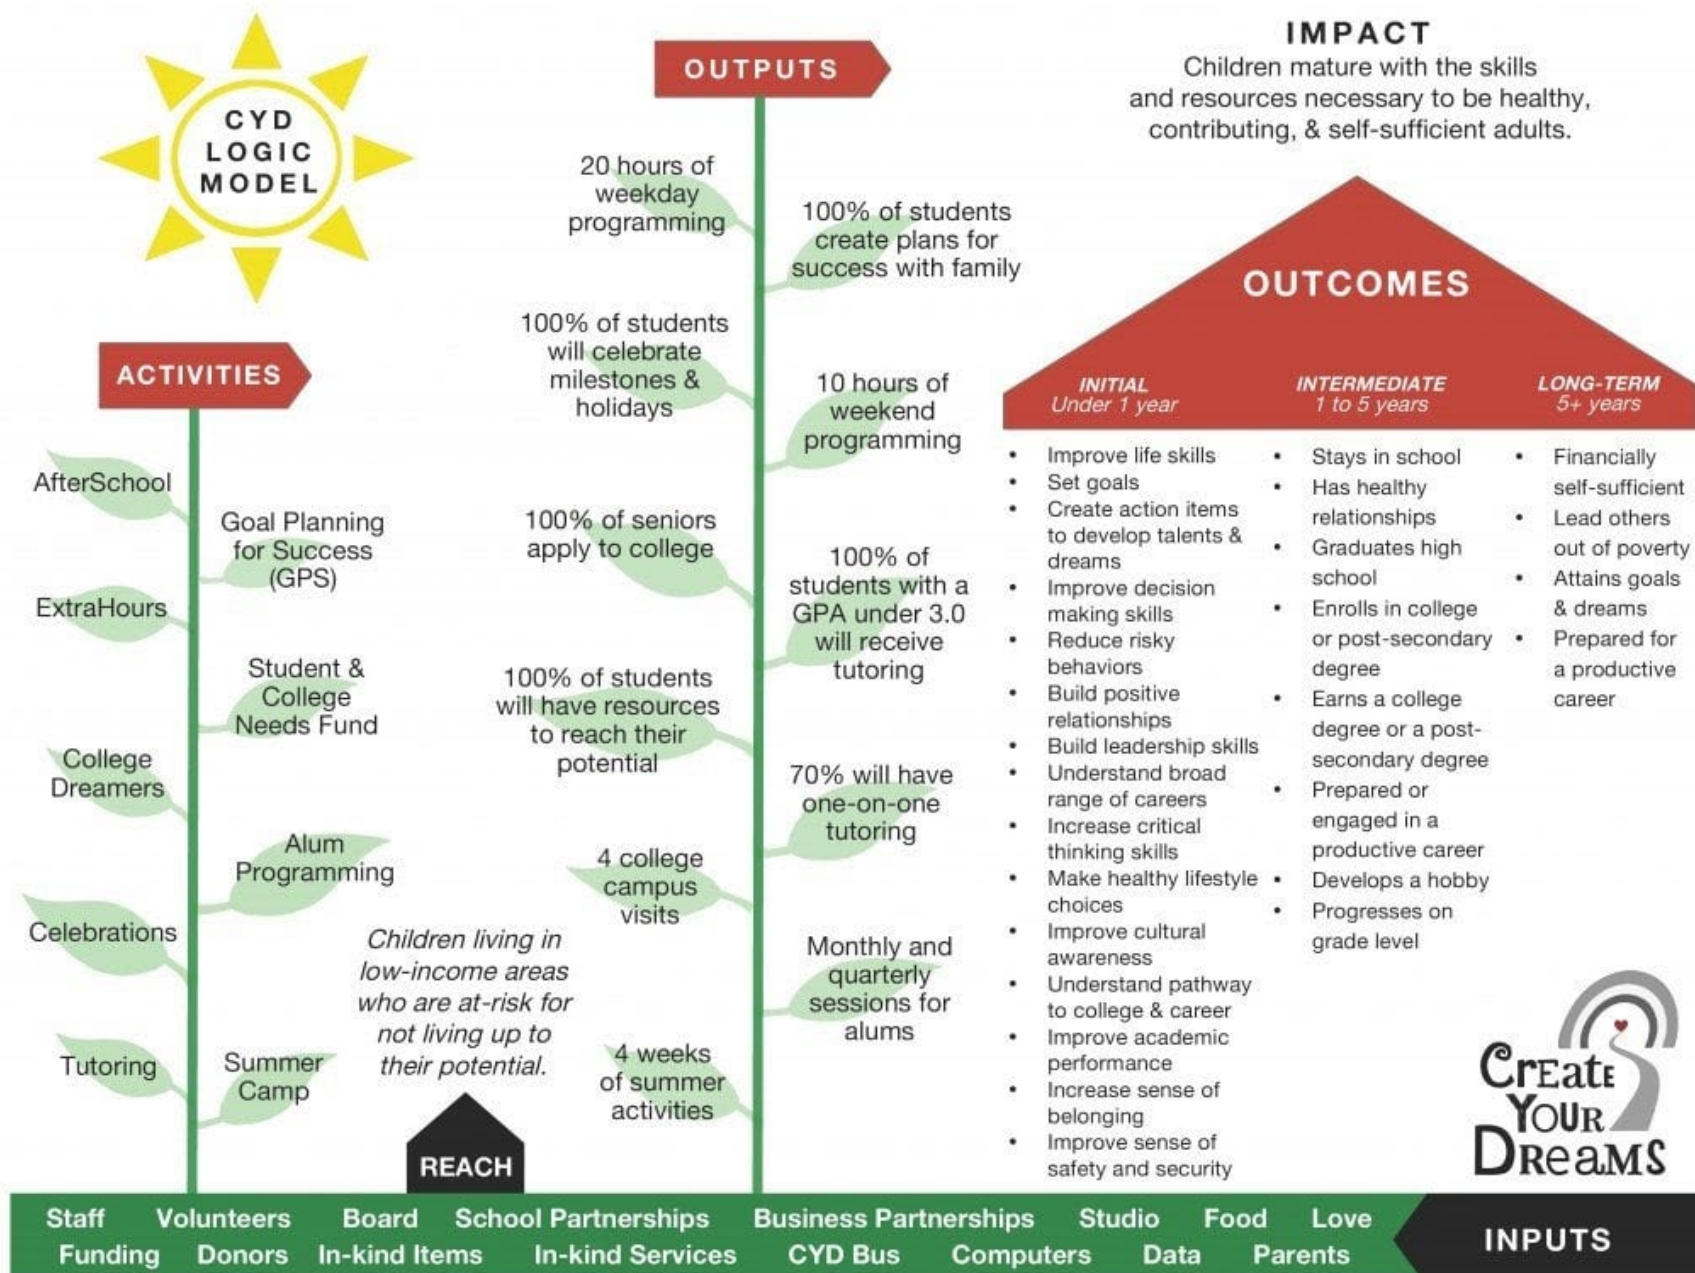 CYD
LOGIC
MODEL
ACTIVITIES
AfterSchool
Goal Planning
for Success
(GPS)
ExtraHours
Student &
College
Needs Fund
College
Dreamers
Alum
Programming
Celebrations
Tutoring
Summer
Camp
Children living in
low-income areas
who are at-risk for
not living up to
their potential.
REACH
OUTPUTS
20 hours of
weekday
programming
100% of students
create plans for
success with family
100% of students
will celebrate
milestones &
holidays
10 hours of
weekend
programming
100% of seniors
apply to college
100% of
students with a
GPA under 3.0
will receive
tutoring
100% of students
will have resources
to reach their
potential
70% will have
one-on-one
tutoring
4 college
campus
visits
Monthly and
quarterly
sessions for
alums
4 weeks
of summer
activities
IMPACT
Children mature with the skills
and resources necessary to be healthy,
contributing, & self-sufficient adults.
OUTCOMES
INITIAL
Under 1 year
• Improve life skills
• Set goals
• Create action items
to develop talents &
dreams
• Improve decision
making skills
• Reduce risky
behaviors
• Build positive
relationships
• Build leadership skills
• Understand broad
range of careers
• Increase critical
thinking skills
• Make healthy lifestyle
choices
• Improve cultural
awareness
• Understand pathway
to college & career
• Improve academic
performance
• Increase sense of
belonging
• Improve sense of
safety and security
INTERMEDIATE
1 to 5 years
• Stays in school
• Has healthy
relationships
• Graduates high
school
• Enrolls in college
or post-secondary
degree
• Earns a college
degree or a post-
secondary degree
• Prepared or
engaged in a
productive career
• Develops a hobby
• Progresses on
grade level
LONG-TERM
5+ years
• Financially
self-sufficient
• Lead others
out of poverty
• Attains goals
& dreams
• Prepared for
a productive
career
CrEatE
YOUR
DReaMS
Staff Volunteers Board School Partnerships Business Partnerships Studio Food Love
Funding Donors In-kind Items In-kind Services CYD Bus Computers Data Parents
INPUTS